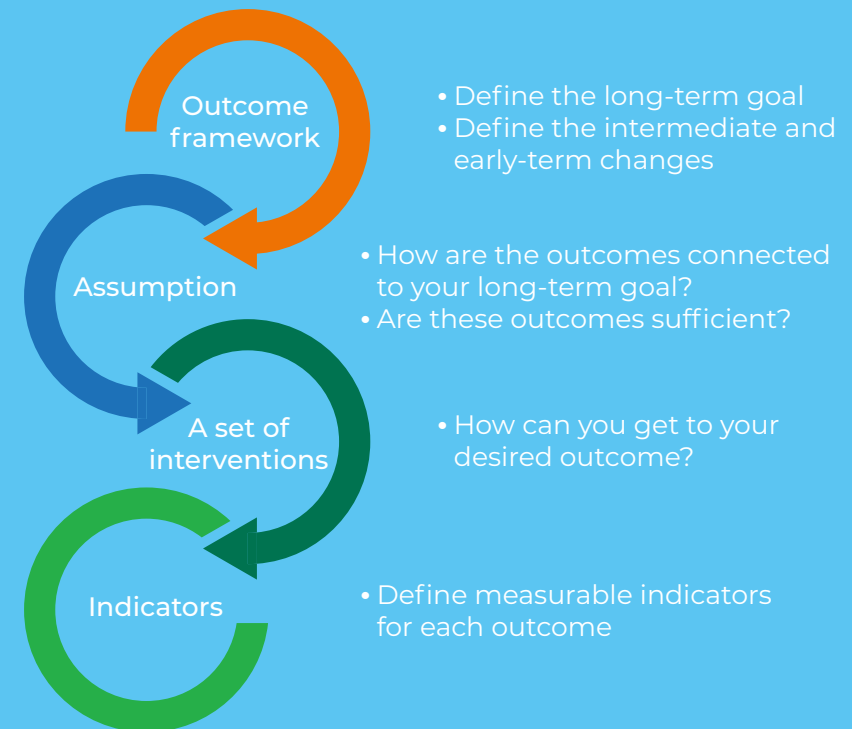 Outcome
framework
• Define the long-term goal
• Define the intermediate and
early-term changes
Assumption
• How are the outcomes connected
to your long-term goal?
• Are these outcomes sufficient?
A set of
interventions
• How can you get to your
desired outcome?
Indicators
• Define measurable indicators
for each outcome